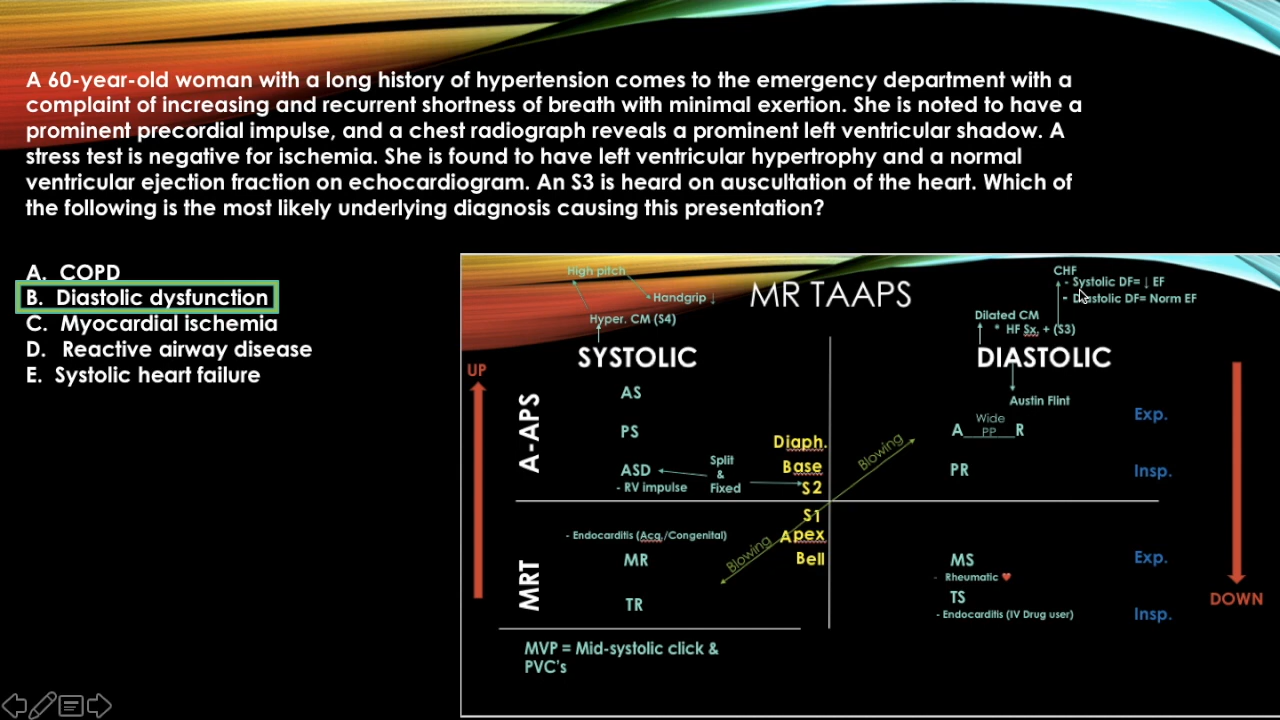 A 60-year-old woman with a long history of hypertension comes to the emergency department with a
complaint of increasing and recurrent shortness of breath with minimal exertion. She is noted to have a
prominent precordial impulse, and a chest radiograph reveals a prominent left ventricular shadow. A
stress test is negative for ischemia. She is found to have left ventricular hypertrophy and a normal
ventricular ejection fraction on echocardiogram. An S3 is heard on auscultation of the heart. Which of
the following is the most likely underlying diagnosis causing this presentation?
A. COPD
B. Diastolic dysfunction
C. Myocardial ischemia
D. Reactive airway disease
E. Systolic heart failure
MR TAAPS
High pitch
Handgrip ↓
Hyper. CM (S4)
SYSTOLIC
CHF
- Systolic DF= ↓ EF
- Diastolic DF= Norm EF
Dilated CM
* HF Sx. + (S3)
DIASTOLIC
Austin Flint
UP
A-APS
AS
PS
ASD
- RV impulse
Split
&
Fixed
Diaph.
Base
S2
S1
Apex
Bell
Blowing
Blowing
Wide
A__PP__R
PR
Exp.
Insp.
MRT
- Endocarditis (Acq./Congenital)
MR
TR
MS
- Rheumatic ♥
TS
- Endocarditis (IV Drug user)
Exp.
Insp.
DOWN
MVP = Mid-systolic click &
PVC's